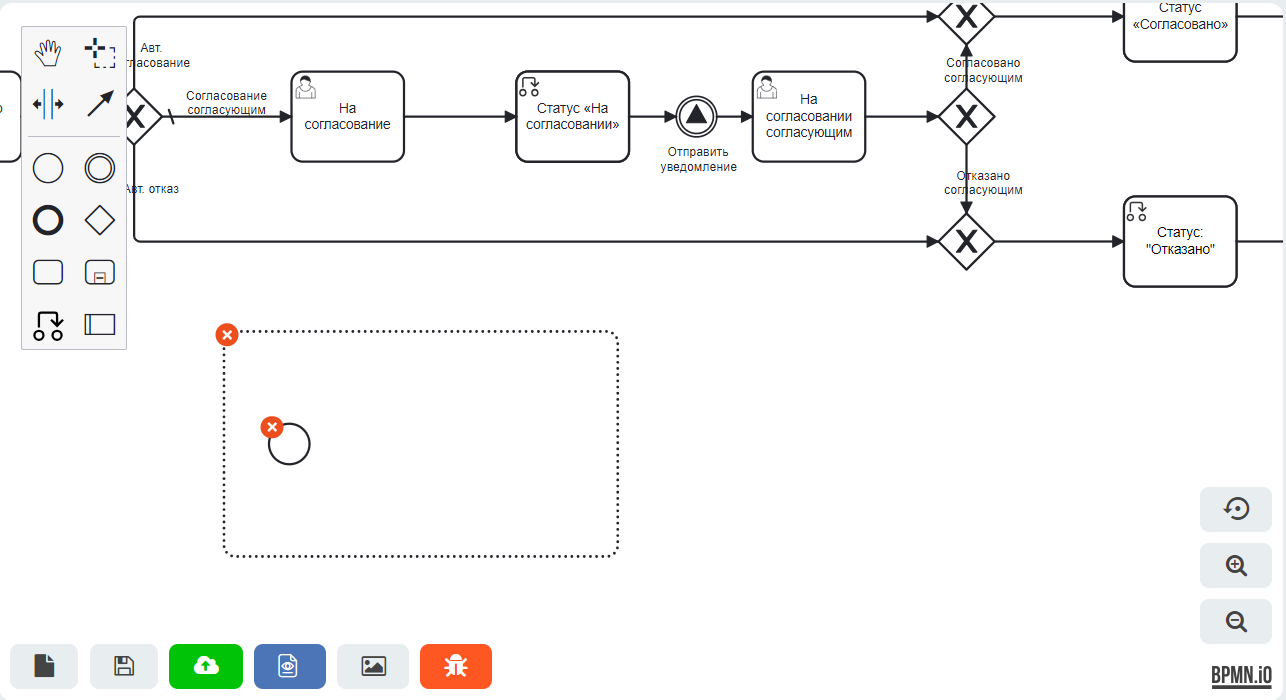 Статус
«Согласовано»
Авт.
гласование
Согласование
согласующим
На
согласование
Статус «На
согласовании»
На
согласовании
согласующим
Отправить
уведомление
Согласовано
согласующим
Авт. отказ
Отказано
согласующим
Статус:
"Отказано"
BPMN.iO